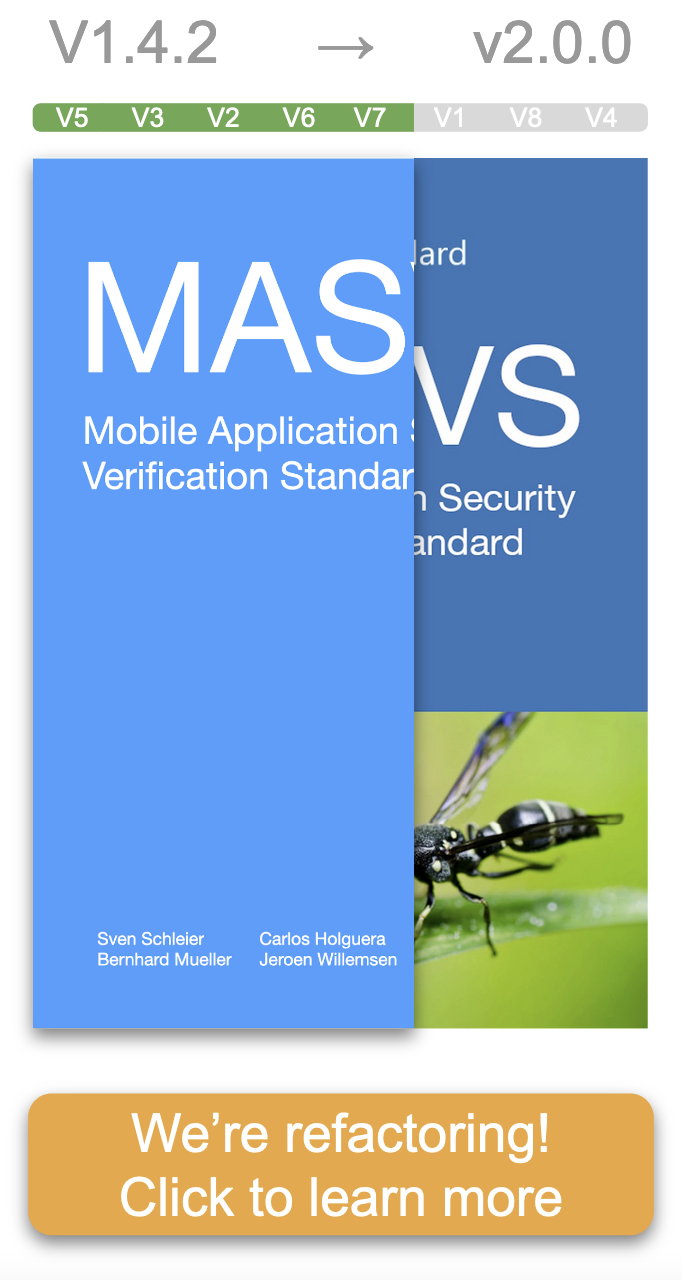 V1.4.2 → v2.0.0
V5 V3 V2 V6 V7 V1 V8 V4
dard
MAS
VS
Mobile Application S
Verification Standar
n Security
andard
Sven Schleier Carlos Holguera
Bernhard Mueller Jeroen Willemsen
We're refactoring!
Click to learn more